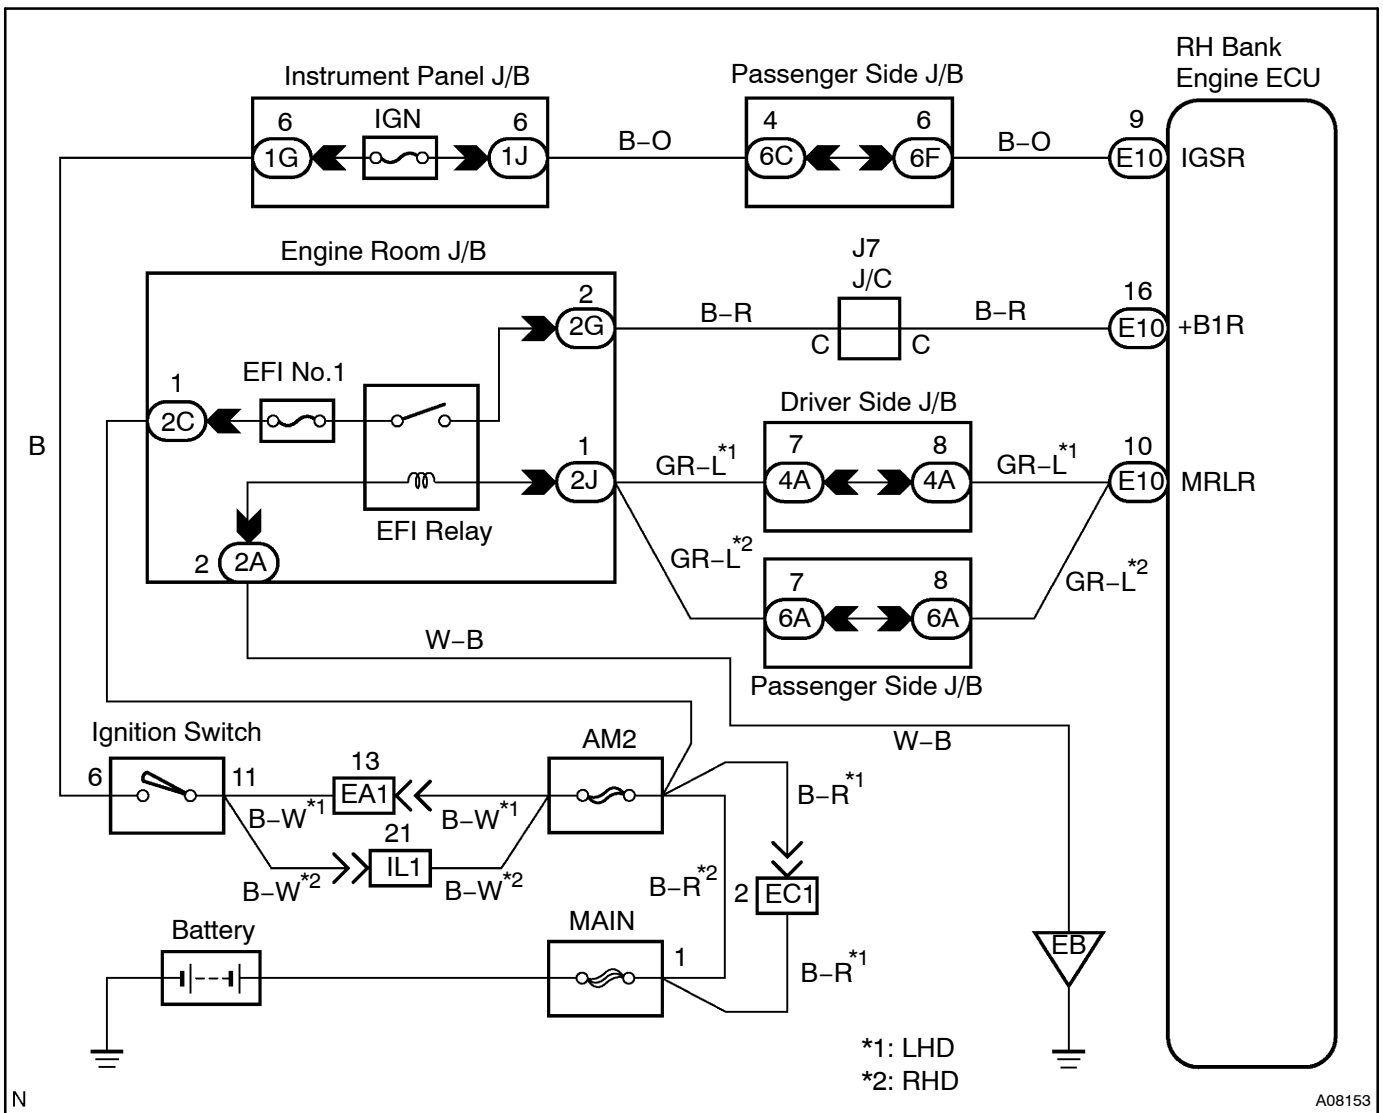 RH Bank
Engine ECU
Instrument Panel J/B
Passenger Side J/B
6 IGN 6
4 6
9
1G 1J B−O 6C 6F B−O E10 IGSR
Engine Room J/B
J7
J/C
2
16
2G B−R C C B−R E10 +B1R
1 EFI No.1
2C
Driver Side J/B
B
1
7 8
10
2J GR−L*1 4A 4A GR−L*1 E10 MRLR
EFI Relay
2 2A
GR−L*2
7 8
GR−L*2
6A 6A
W−B
Passenger Side J/B
Ignition Switch
AM2
W−B
6 11
13
EA1
B−W*1 B−W*1
B−R*1
21
IL1
B−W*2 B−W*2
B−R*2
2 EC1
Battery
MAIN
1
B−R*1
EB
*1: LHD
*2: RHD
N
A08153